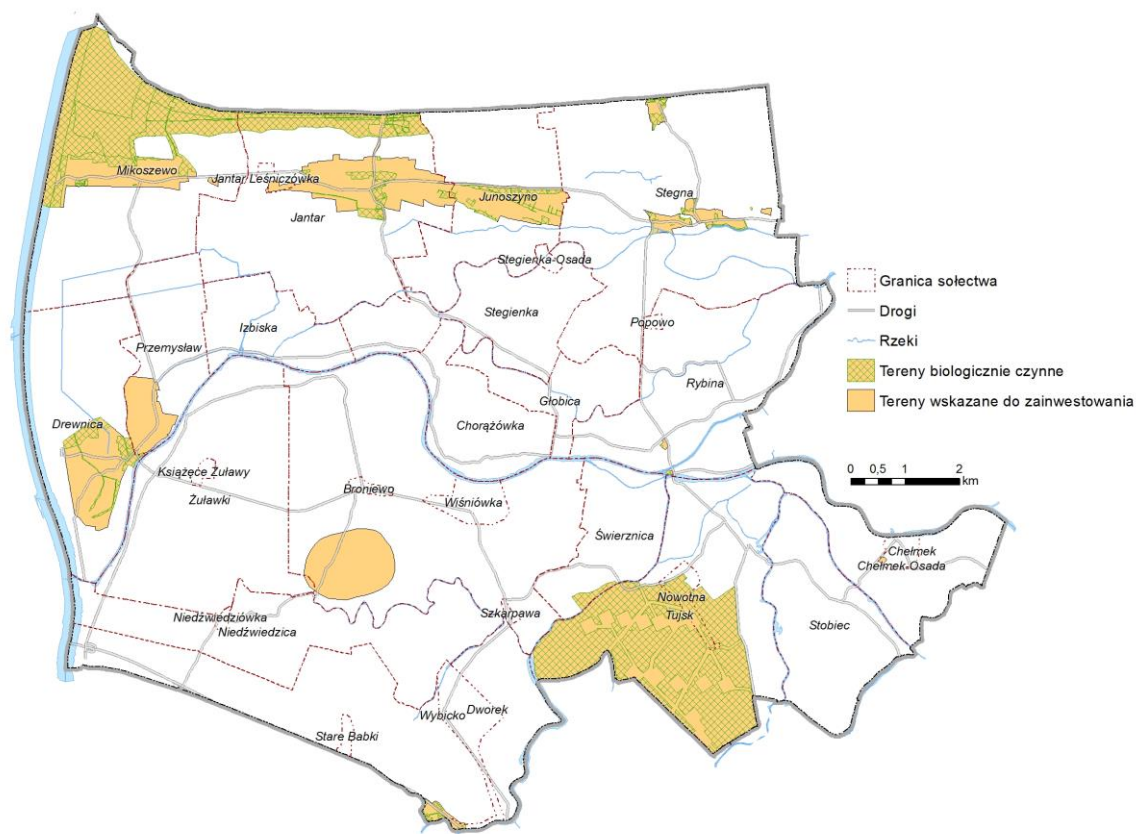 Mikoszewo
Jantar Leśniczówka
Jantar
Junoszyno
Stegna
Stegienka-Osada
Stegienka
Izbiska
Przemysław
Popowo
Rybina
Głobica
Chorążówka
Drewnica
Książęce Żuławy
Żuławki
Broniewo
Wiśniówka
Świerznica
Chełmek
Chełmek-Osada
Nowotna
Tujsk
Stobiec
Szkarpawa
Niedźwiedziówka
Niedźwiedzica
Wybicko
Dworek
Stare Babki
Granica sołectwa
Drogi
Rzeki
Tereny biologicznie czynne
Tereny wskazane do zainwestowania
0 0,5 1 2
km